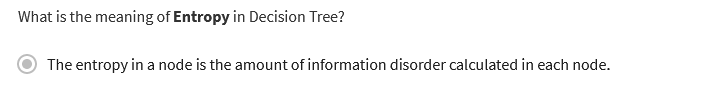 What is the meaning of Entropy in Decision Tree?
The entropy in a node is the amount of information disorder calculated in each node.